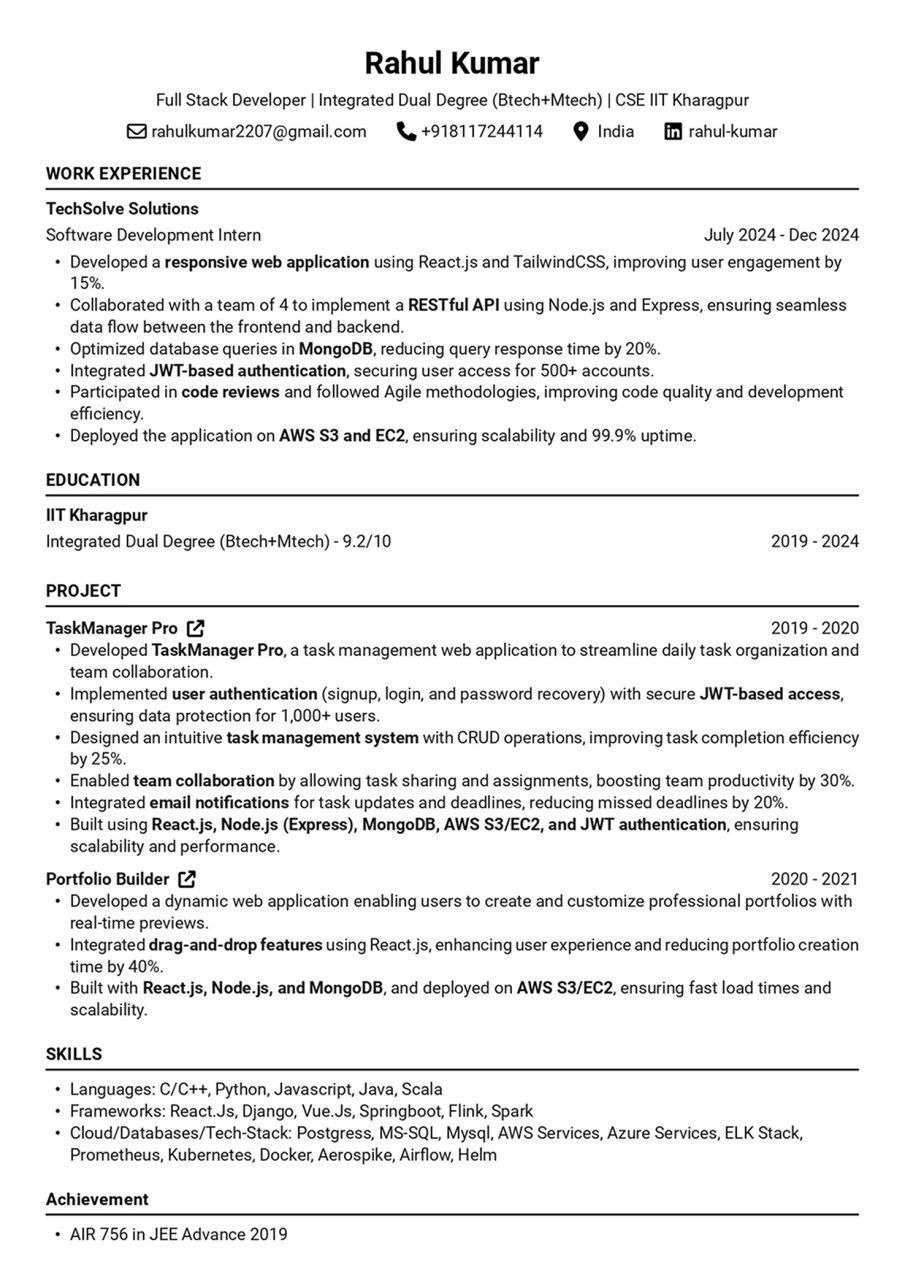 Rahul Kumar
Full Stack Developer | Integrated Dual Degree (Btech+Mtech) | CSE IIT Kharagpur
rahulkumar2207@gmail.com +918117244114 India rahul-kumar
WORK EXPERIENCE
TechSolve Solutions
Software Development Intern July 2024 - Dec 2024
• Developed a responsive web application using React.js and TailwindCSS, improving user engagement by
15%.
• Collaborated with a team of 4 to implement a RESTful API using Node.js and Express, ensuring seamless
data flow between the frontend and backend.
• Optimized database queries in MongoDB, reducing query response time by 20%.
• Integrated JWT-based authentication, securing user access for 500+ accounts.
• Participated in code reviews and followed Agile methodologies, improving code quality and development
efficiency.
• Deployed the application on AWS S3 and EC2, ensuring scalability and 99.9% uptime.
EDUCATION
IIT Kharagpur
Integrated Dual Degree (Btech+Mtech) - 9.2/10 2019 - 2024
PROJECT
TaskManager Pro 2019 - 2020
• Developed TaskManager Pro, a task management web application to streamline daily task organization and
team collaboration.
• Implemented user authentication (signup, login, and password recovery) with secure JWT-based access,
ensuring data protection for 1,000+ users.
• Designed an intuitive task management system with CRUD operations, improving task completion efficiency
by 25%.
• Enabled team collaboration by allowing task sharing and assignments, boosting team productivity by 30%.
• Integrated email notifications for task updates and deadlines, reducing missed deadlines by 20%.
• Built using React.js, Node.js (Express), MongoDB, AWS S3/EC2, and JWT authentication, ensuring
scalability and performance.
Portfolio Builder 2020 - 2021
• Developed a dynamic web application enabling users to create and customize professional portfolios with
real-time previews.
• Integrated drag-and-drop features using React.js, enhancing user experience and reducing portfolio creation
time by 40%.
• Built with React.js, Node.js, and MongoDB, and deployed on AWS S3/EC2, ensuring fast load times and
scalability.
SKILLS
• Languages: C/C++, Python, Javascript, Java, Scala
• Frameworks: React.Js, Django, Vue.Js, Springboot, Flink, Spark
• Cloud/Databases/Tech-Stack: Postgress, MS-SQL, Mysql, AWS Services, Azure Services, ELK Stack,
Prometheus, Kubernetes, Docker, Aerospike, Airflow, Helm
Achievement
• AIR 756 in JEE Advance 2019